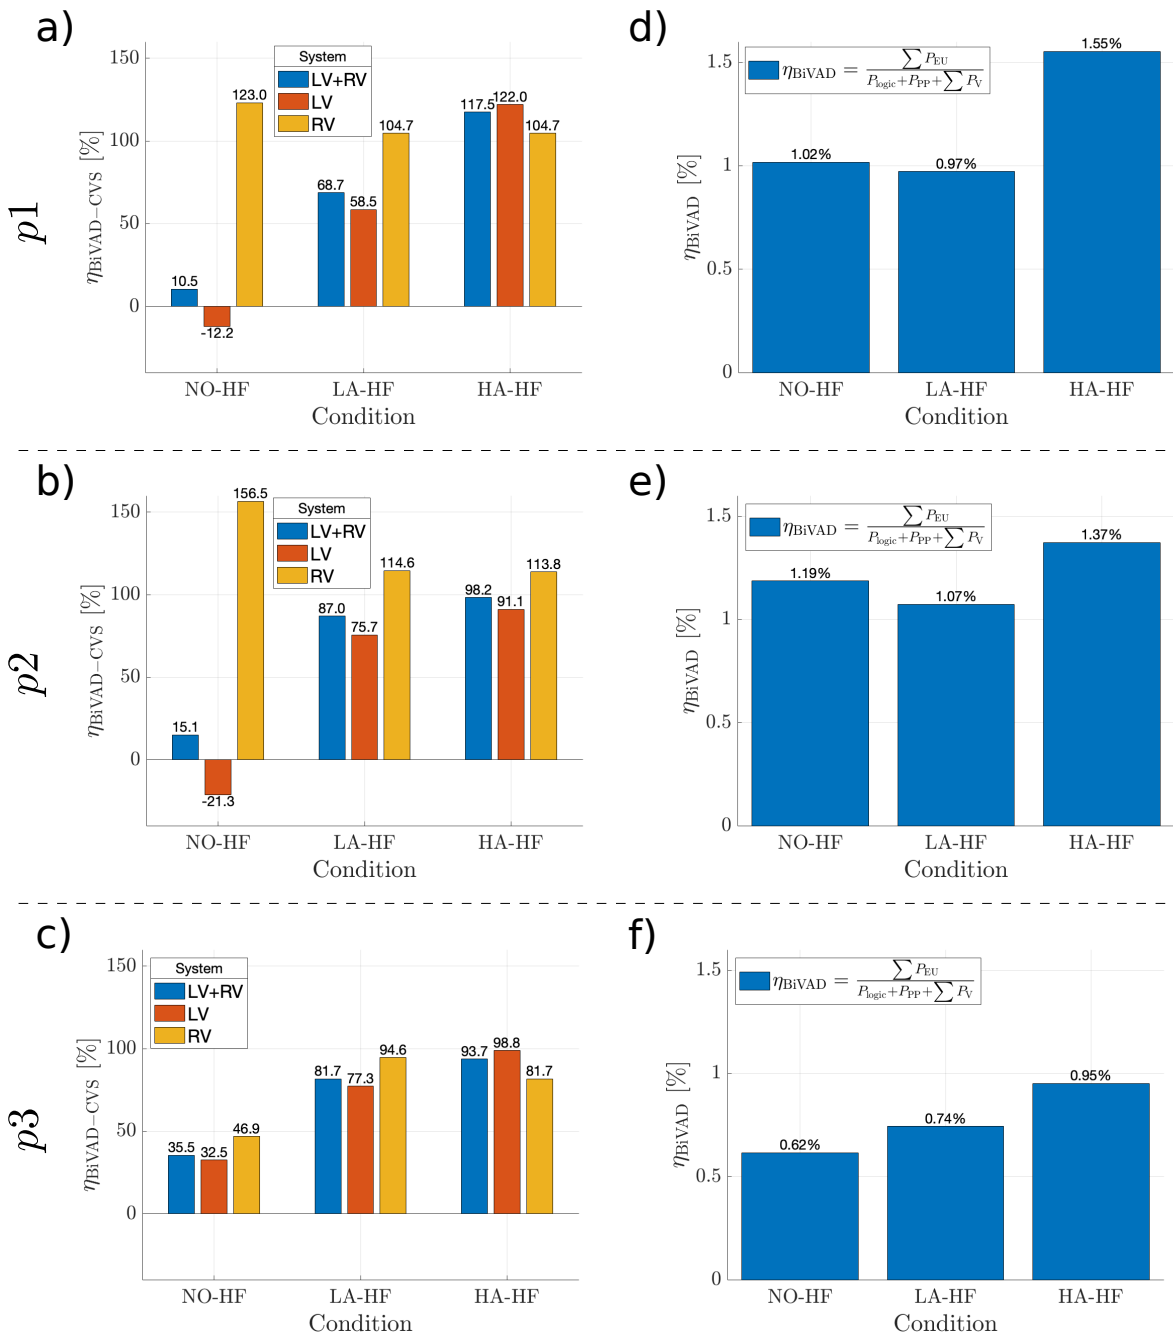 a)
p1
η_BiVAD−CVS [%]
150
100
50
0
System
LV+RV
LV
RV
10.5
-12.2
123.0
68.7
58.5
104.7
117.5
122.0
104.7
NO-HF LA-HF HA-HF
Condition
d)
η_BiVAD [%]
1.5
1
0.5
0
η_BiVAD = ∑ P_EU / P_logic+P_PP+∑ P_V
1.02%
0.97%
1.55%
NO-HF LA-HF HA-HF
Condition
b)
p2
η_BiVAD−CVS [%]
150
100
50
0
System
LV+RV
LV
RV
15.1
-21.3
156.5
87.0
75.7
114.6
98.2
91.1
113.8
NO-HF LA-HF HA-HF
Condition
e)
η_BiVAD [%]
1.5
1
0.5
0
η_BiVAD = ∑ P_EU / P_logic+P_PP+∑ P_V
1.19%
1.07%
1.37%
NO-HF LA-HF HA-HF
Condition
c)
p3
η_BiVAD−CVS [%]
150
100
50
0
System
LV+RV
LV
RV
35.5
32.5
46.9
81.7
77.3
94.6
93.7
98.8
81.7
NO-HF LA-HF HA-HF
Condition
f)
η_BiVAD [%]
1.5
1
0.5
0
η_BiVAD = ∑ P_EU / P_logic+P_PP+∑ P_V
0.62%
0.74%
0.95%
NO-HF LA-HF HA-HF
Condition